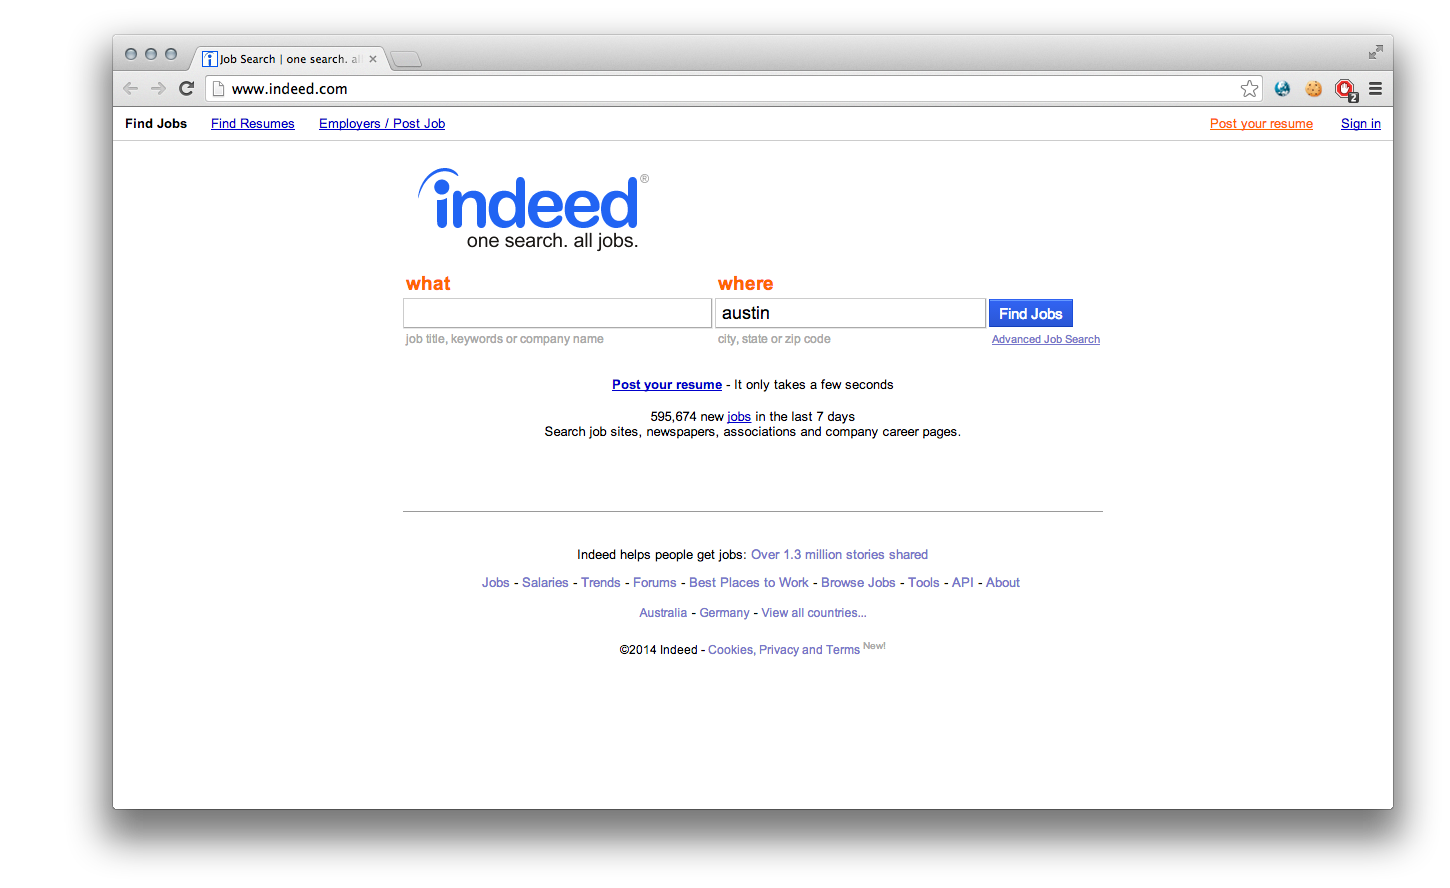 Job Search | one search. al
www.indeed.com
2
Find Jobs Find Resumes Employers / Post Job Post your resume Sign in
indeed®
one search. all jobs.
what where
austin Find Jobs
job title, keywords or company name city, state or zip code Advanced Job Search
Post your resume - It only takes a few seconds
595,674 new jobs in the last 7 days
Search job sites, newspapers, associations and company career pages.
Indeed helps people get jobs: Over 1.3 million stories shared
Jobs - Salaries - Trends - Forums - Best Places to Work - Browse Jobs - Tools - API - About
Australia - Germany - View all countries...
©2014 Indeed - Cookies, Privacy and Terms New!